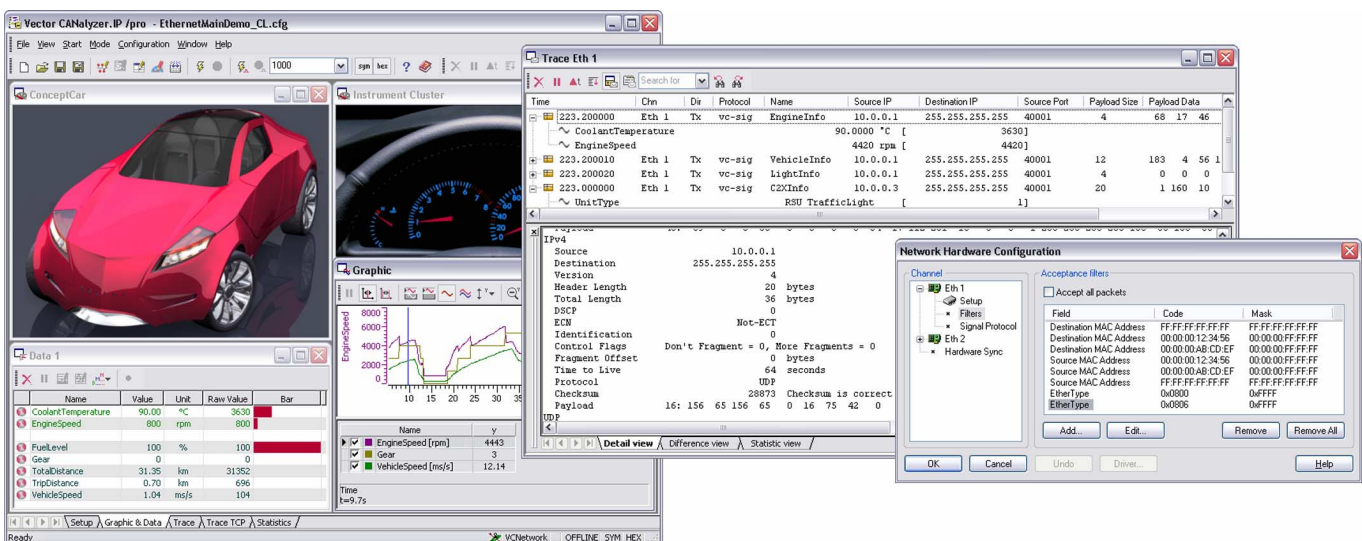 Vector CANalyzer.IP /pro - EthernetMainDemo_CL.cfg
File View Start Mode Configuration Window Help
1000 sym hex
ConceptCar
Instrument Cluster
Graphic
EngineSpeed
8000
6000
4000
2000
0
10 15 20 25 30 35
Name y
EngineSpeed [rpm] 4443
Gear 3
VehicleSpeed [ms/s] 12.14
Time
t=9.7s
Data 1
Name Value Unit Raw Value Bar
CoolantTemperature 90.00 °C 3630
EngineSpeed 800 rpm 800
FuelLevel 100 % 100
Gear 0 0
TotalDistance 31.35 km 31352
TripDistance 0.70 km 696
VehicleSpeed 1.04 ms/s 104
Setup Graphic & Data Trace Trace TCP Statistics
Ready VCNetwork OFFLINE SYM HEX
Trace Eth 1
Search for
Time Chn Dir Protocol Name Source IP Destination IP Source Port Payload Size Payload Data
223.200000 Eth 1 Tx vc-sig EngineInfo 10.0.0.1 255.255.255.255 40001 4 68 17 46
CoolantTemperature 90.0000 °C [ 3630]
EngineSpeed 4420 rpm [ 4420]
223.200010 Eth 1 Tx vc-sig VehicleInfo 10.0.0.1 255.255.255.255 40001 12 183 4 56 1
223.200020 Eth 1 Tx vc-sig LightInfo 10.0.0.1 255.255.255.255 40001 4 0 0 0
223.000000 Eth 1 Tx vc-sig C2XInfo 10.0.0.3 255.255.255.255 40001 20 1 160 10
UnitType RSU TrafficLight [ 1]
IPv4
Source 10.0.0.1
Destination 255.255.255.255
Version 4
Header Length 20 bytes
Total Length 36 bytes
DSCP 0
ECN Not-ECT
Identification 0
Control Flags Don't Fragment = 0, More Fragments = 0
Fragment Offset 0 bytes
Time to Live 64 seconds
Protocol UDP
Checksum 28873 Checksum is correct
Payload 16: 156 65 156 65 0 16 75 42 0
UDP
Detail view Difference view Statistic view
Network Hardware Configuration
Channel
Eth 1
Setup
Filters
Signal Protocol
Eth 2
Hardware Sync
Acceptance filters
Accept all packets
Field Code Mask
Destination MAC Address FF:FF:FF:FF:FF:FF FF:FF:FF:FF:FF:FF
Destination MAC Address 00:00:00:12:34:56 00:00:00:FF:FF:FF
Destination MAC Address 00:00:00:AB:CD:EF 00:00:00:FF:FF:FF
Source MAC Address 00:00:00:12:34:56 00:00:00:FF:FF:FF
Source MAC Address 00:00:00:AB:CD:EF 00:00:00:FF:FF:FF
Source MAC Address FF:FF:FF:FF:FF:FF FF:FF:FF:FF:FF:FF
EtherType 0x0800 0xFFFF
EtherType 0x0806 0xFFFF
Add... Edit... Remove Remove All
OK Cancel Undo Driver... Help